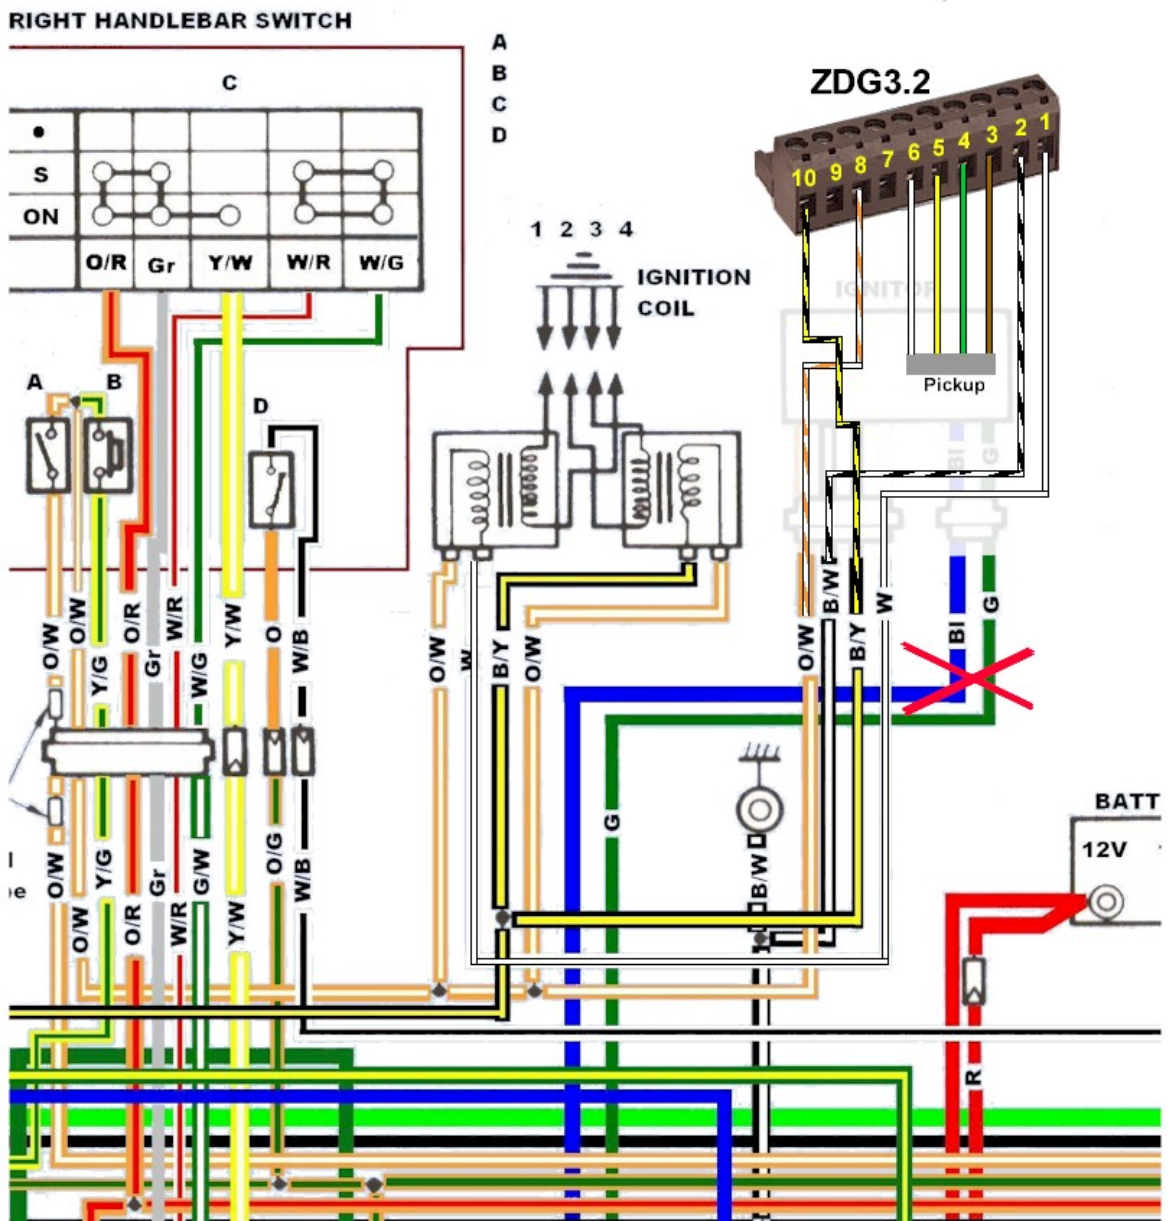 RIGHT HANDLEBAR SWITCH
A
B
C
D
C
S
ON
O/R Gr Y/W W/R W/G
A B
D
1 2 3 4
IGNITION
COIL
ZDG3.2
10 9 8 7 6 5 4 3 2 1
IGNITOR
Pickup
Bl G
O/W O/W Y/G O/R Gr W/R W/G Y/W O W/B
O/W W B/Y O/W
O/W B/W B/Y W Bl G
G
B/W
BATT
12V
O/W O/W Y/G O/R Gr W/R G/W Y/W O/G W/B
R